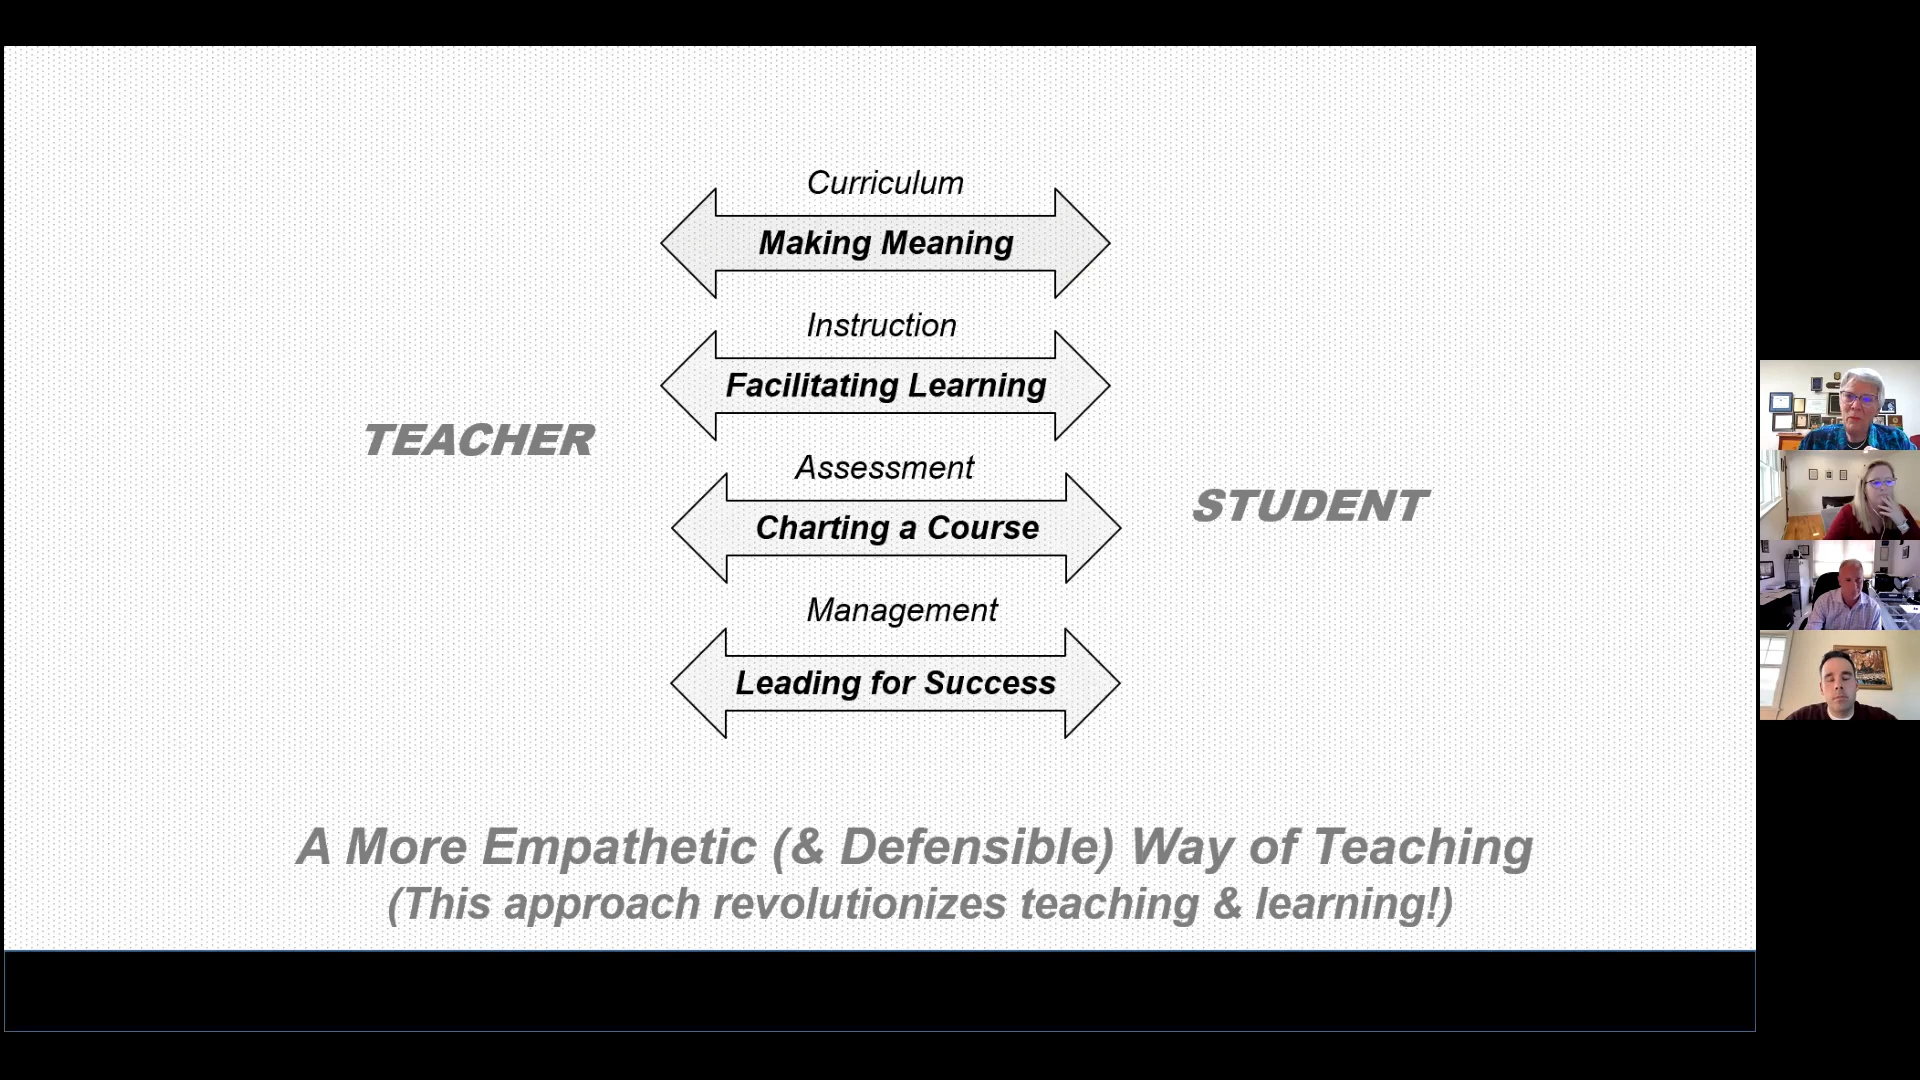 Curriculum
Making Meaning
Instruction
Facilitating Learning
TEACHER
Assessment
STUDENT
Charting a Course
Management
Leading for Success
A More Empathetic (& Defensible) Way of Teaching
(This approach revolutionizes teaching & learning!)